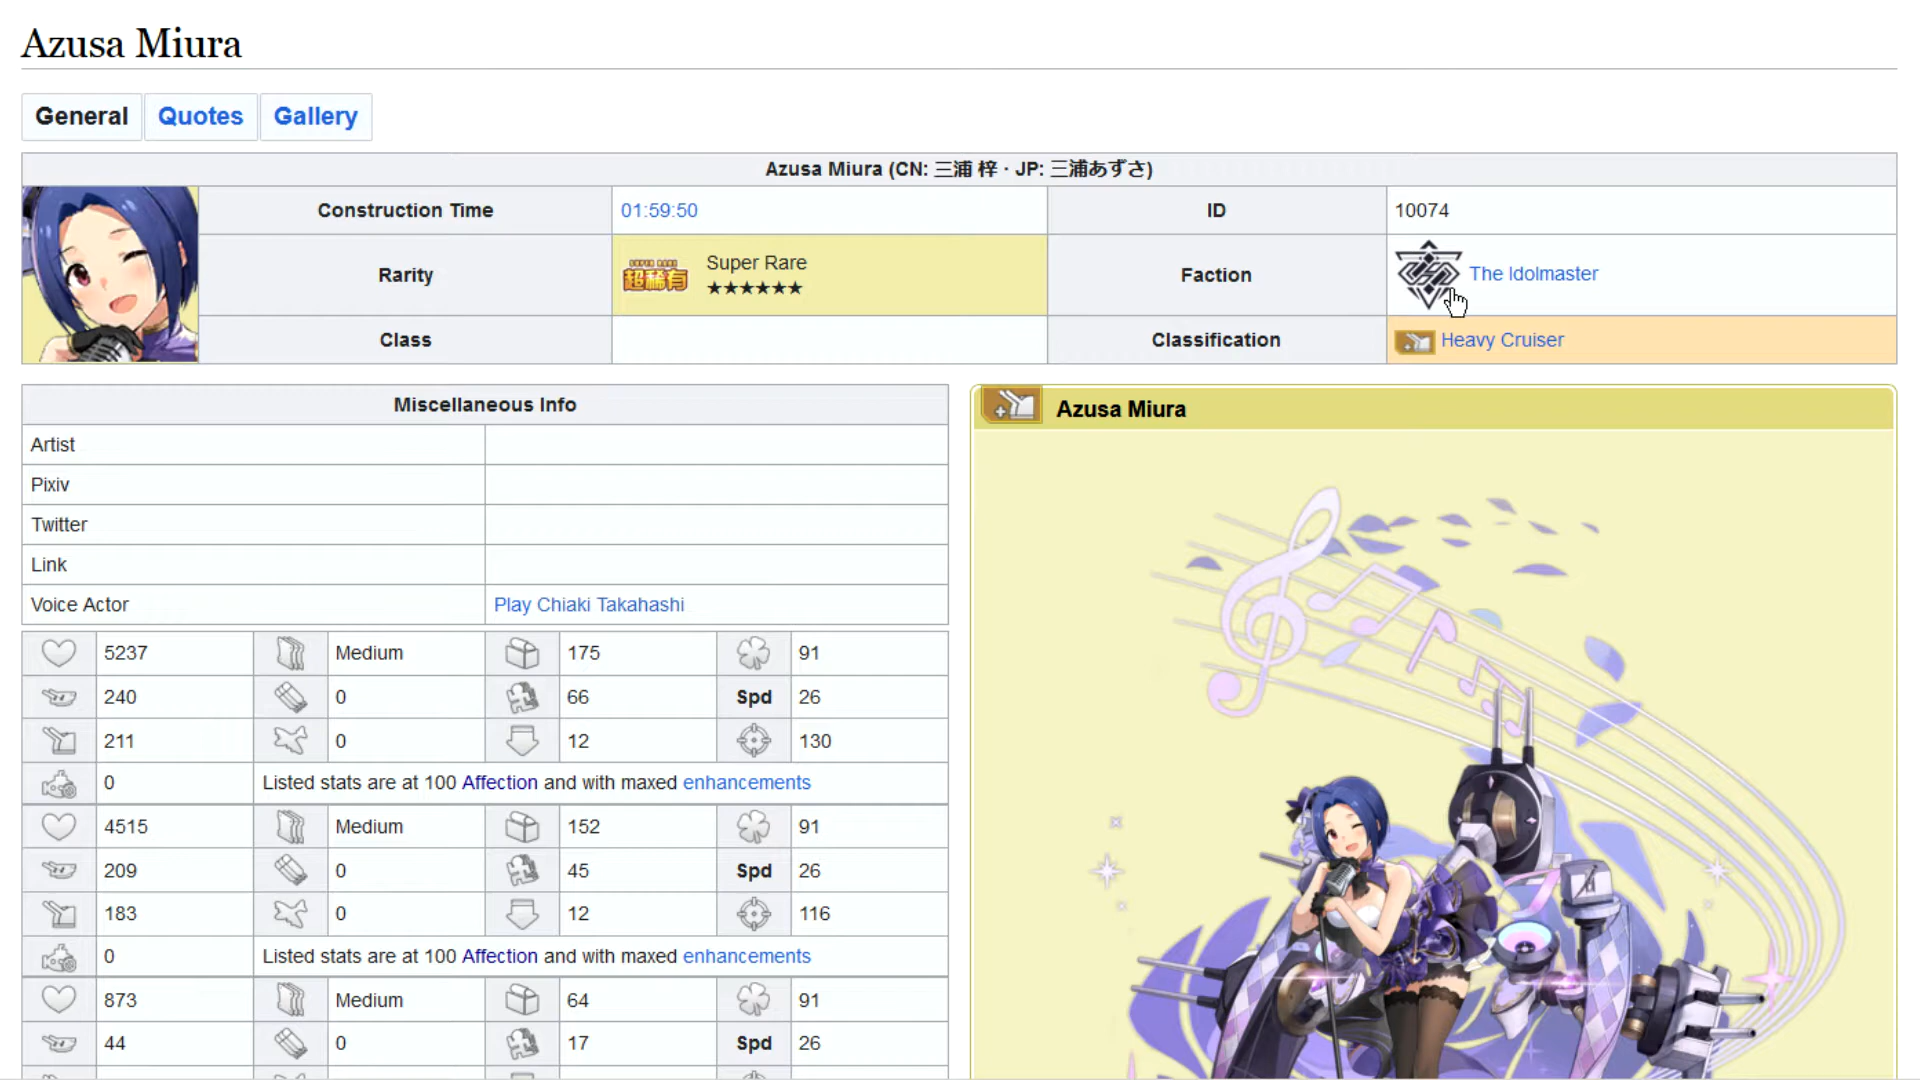 Azusa Miura
General Quotes Gallery
Azusa Miura (CN: 三浦 梓 · JP: 三浦あずさ)
Construction Time 01:59:50 ID 10074
Rarity SUPER RARE 超稀有 Super Rare ★★★★★★ Faction The Idolmaster
Class Classification Heavy Cruiser
Miscellaneous Info
Artist
Pixiv
Twitter
Link
Voice Actor Play Chiaki Takahashi
5237 Medium 175 91
240 0 66 Spd 26
211 0 12 130
0 Listed stats are at 100 Affection and with maxed enhancements
4515 Medium 152 91
209 0 45 Spd 26
183 0 12 116
0 Listed stats are at 100 Affection and with maxed enhancements
873 Medium 64 91
44 0 17 Spd 26
Azusa Miura